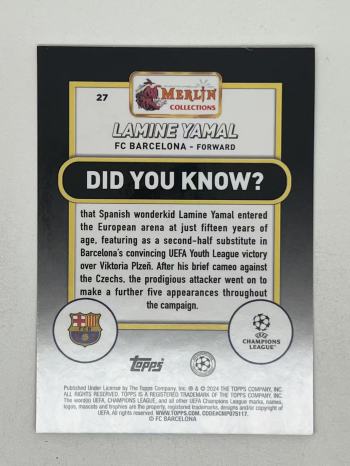 27
MERLIN
COLLECTIONS
LAMINE YAMAL
FC BARCELONA - FORWARD
DID YOU KNOW?
that Spanish wonderkid Lamine Yamal entered
the European arena at just fifteen years of
age, featuring as a second-half substitute in
Barcelona's convincing UEFA Youth League victory
over Viktoria Plzeň. After his brief cameo against
the Czechs, the prodigious attacker went on to
make a further five appearances throughout
the campaign.
UEFA
CHAMPIONS
LEAGUE
Topps
Published Under License by The Topps Company, Inc. ® & © 2024 THE TOPPS COMPANY, INC.
ALL RIGHTS RESERVED. TOPPS IS A REGISTERED TRADEMARK OF THE TOPPS COMPANY, INC.
The word(s) UEFA, CHAMPIONS LEAGUE, and all other UEFA Champions League marks, names,
logos, mascots and trophies are the property, registered trademarks, designs and/or copyright of
UEFA. All rights reserved. WWW.TOPPS.COM. CODE#CMP075117.
© FC BARCELONA